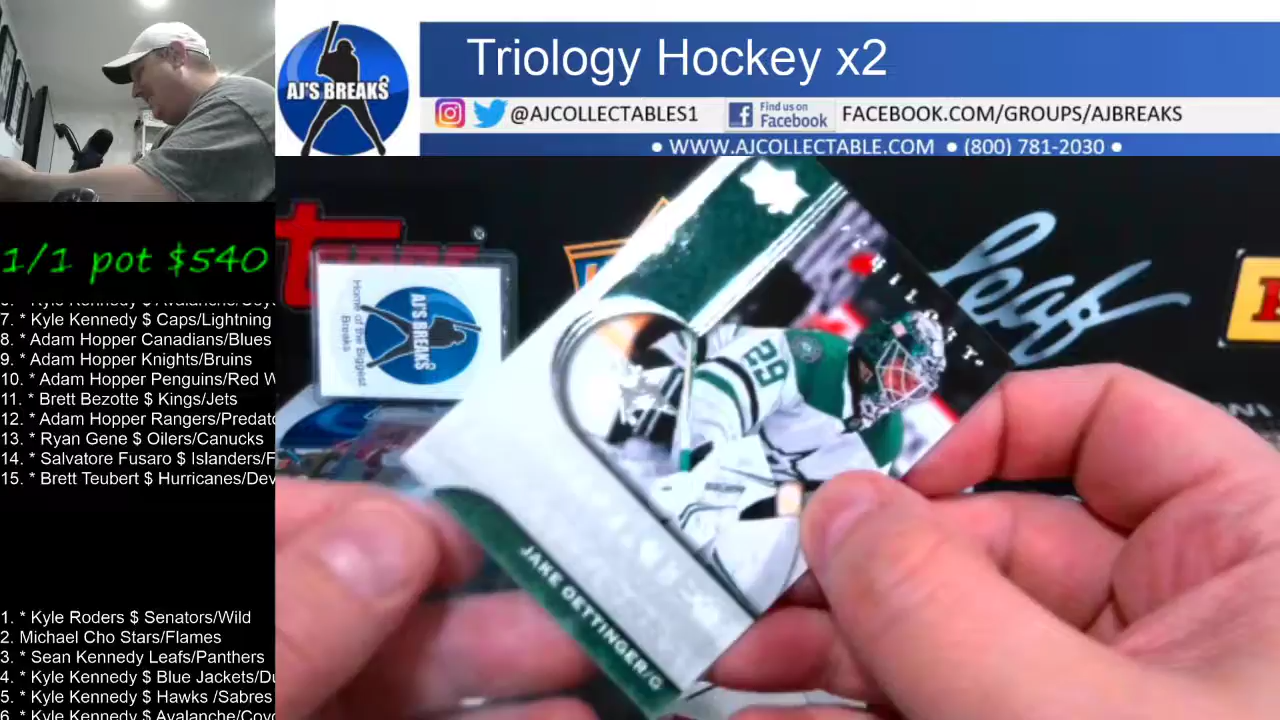 AJ'S BREAKS
Triology Hockey x2
@AJCOLLECTABLES1
Find us on
Facebook
FACEBOOK.COM/GROUPS/AJBREAKS
• WWW.AJCOLLECTABLE.COM • (800) 781-2030 •
1/1 pot $540
7. * Kyle Kennedy $ Caps/Lightning
8. * Adam Hopper Canadians/Blues
9. * Adam Hopper Knights/Bruins
10. * Adam Hopper Penguins/Red W
11. * Brett Bezotte $ Kings/Jets
12. * Adam Hopper Rangers/Predato
13. * Ryan Gene $ Oilers/Canucks
14. * Salvatore Fusaro $ Islanders/F
15. * Brett Teubert $ Hurricanes/Dev
1. * Kyle Roders $ Senators/Wild
2. Michael Cho Stars/Flames
3. * Sean Kennedy Leafs/Panthers
4. * Kyle Kennedy $ Blue Jackets/Du
5. * Kyle Kennedy $ Hawks /Sabres
6. * Kyle Kennedy $ Avalanche/Coyo
Home of the Biggest
Breaks
AJ'S BREAKS
leaf
29
JAKE OETTINGER/G